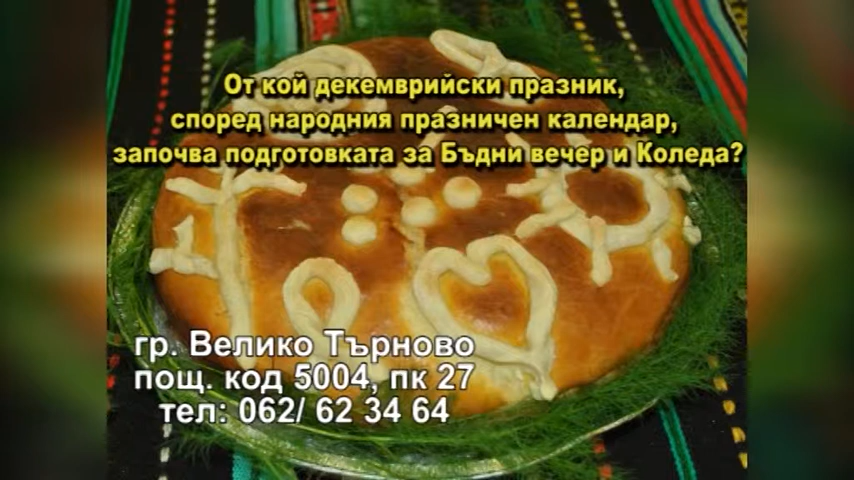 От кой декемврийски празник,
според народния празничен календар,
започва подготовката за Бъдни вечер и Коледа?
гр. Велико Търново
пощ. код 5004, пк 27
тел: 062/ 62 34 64